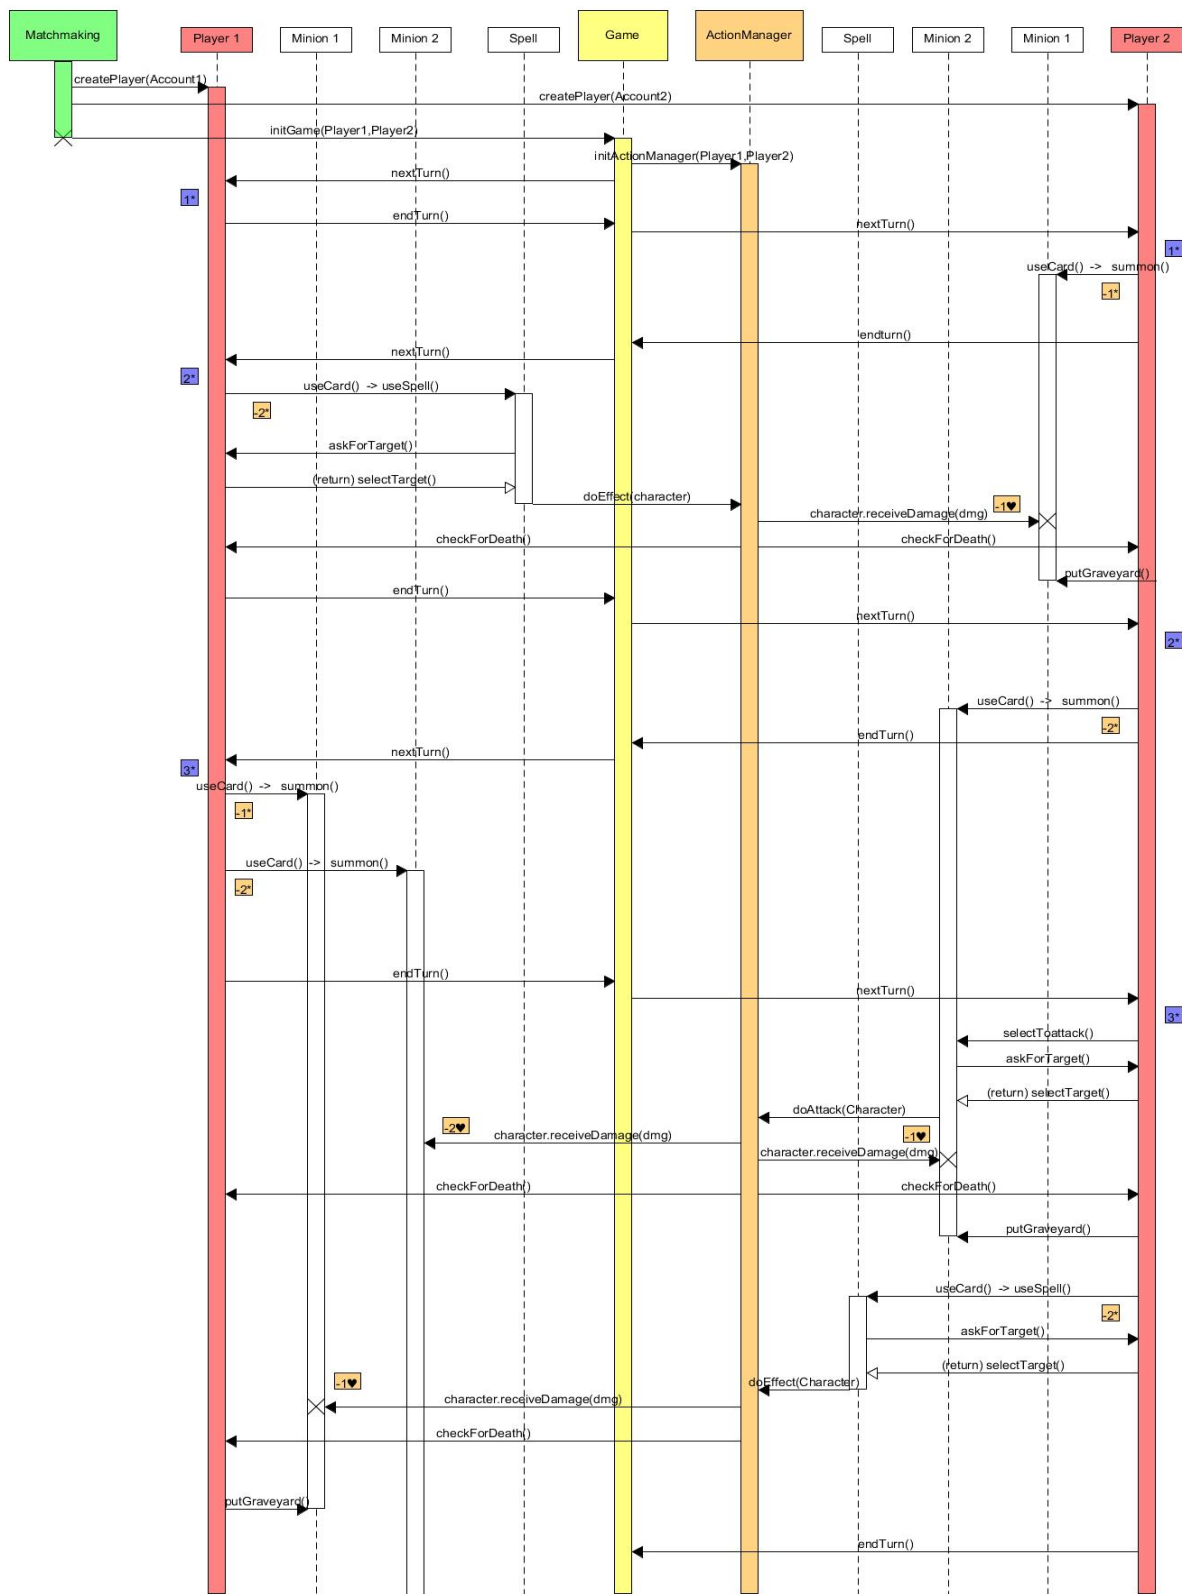 Matchmaking
Player 1
Minion 1
Minion 2
Spell
Game
ActionManager
Spell
Minion 2
Minion 1
Player 2
createPlayer(Account1)
createPlayer(Account2)
initGame(Player1,Player2)
initActionManager(Player1,Player2)
nextTurn()
1*
endTurn()
nextTurn()
1*
useCard() -> summon()
-1*
endturn()
nextTurn()
2*
useCard() -> useSpell()
-2*
askForTarget()
(return) selectTarget()
doEffect(character)
-1♥
character.receiveDamage(dmg)
checkForDeath()
checkForDeath()
putGraveyard()
endTurn()
nextTurn()
2*
useCard() -> summon()
-2*
endTurn()
nextTurn()
3*
useCard() -> summon()
-1*
useCard() -> summon()
-2*
endTurn()
nextTurn()
3*
selectToattack()
askForTarget()
(return) selectTarget()
doAttack(Character)
-2♥
character.receiveDamage(dmg)
-1♥
character.receiveDamage(dmg)
checkForDeath()
checkForDeath()
putGraveyard()
useCard() -> useSpell()
-2*
askForTarget()
(return) selectTarget()
doEffect(Character)
-1♥
character.receiveDamage(dmg)
checkForDeath()
putGraveyard()
endTurn()